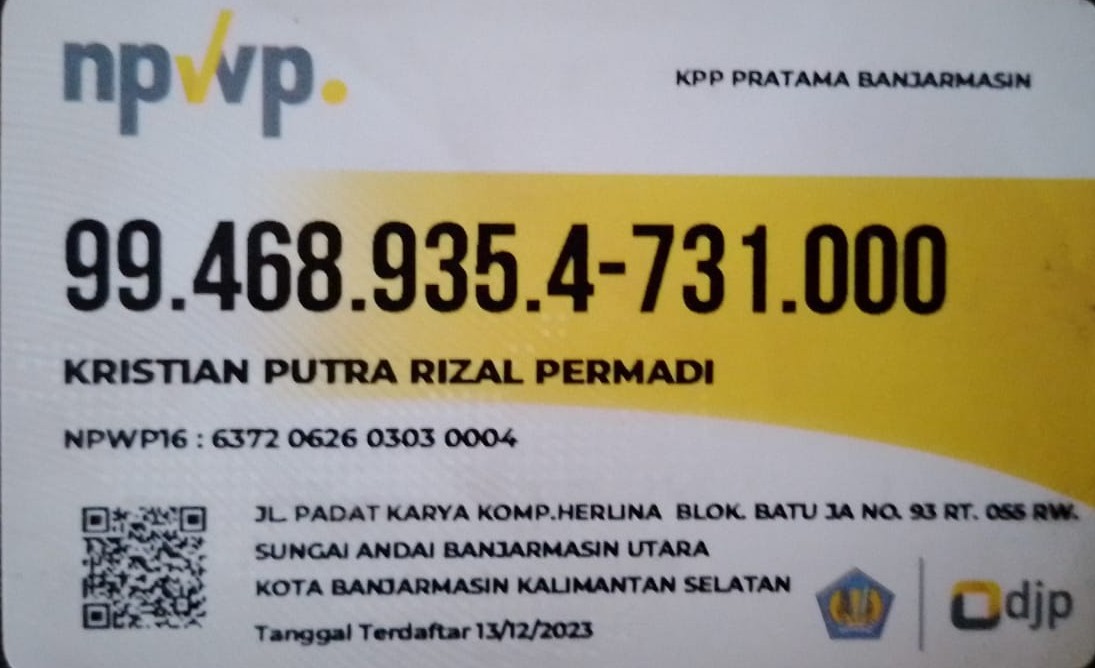 npwp.
KPP PRATAMA BANJARMASIN
99.468.935.4-731.000
KRISTIAN PUTRA RIZAL PERMADI
NPWP16 : 6372 0626 0303 0004
JL. PADAT KARYA KOMP.HERLINA BLOK. BATU JA NO. 93 RT. 055 RW.
SUNGAI ANDAI BANJARMASIN UTARA
KOTA BANJARMASIN KALIMANTAN SELATAN
Tanggal Terdaftar 13/12/2023
djp